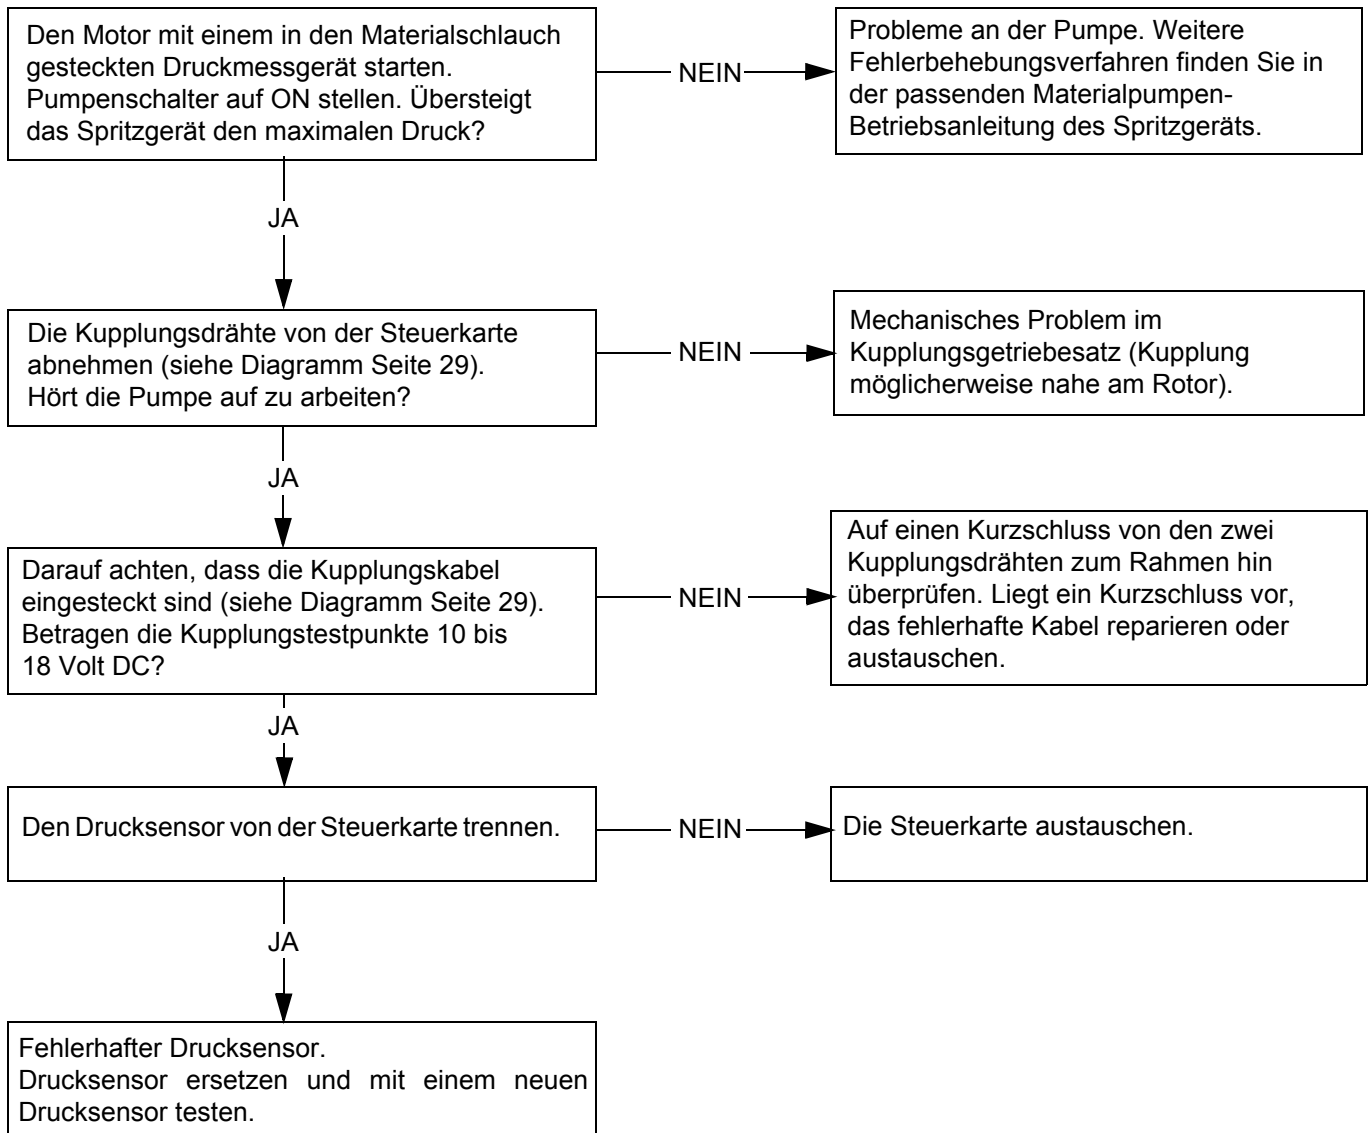 Den Motor mit einem in den Materialschlauch
gesteckten Druckmessgerät starten.
Pumpenschalter auf ON stellen. Übersteigt
das Spritzgerät den maximalen Druck?
NEIN
Probleme an der Pumpe. Weitere
Fehlerbehebungsverfahren finden Sie in
der passenden Materialpumpen-
Betriebsanleitung des Spritzgeräts.
JA
Die Kupplungsdrähte von der Steuerkarte
abnehmen (siehe Diagramm Seite 29).
Hört die Pumpe auf zu arbeiten?
NEIN
Mechanisches Problem im
Kupplungsgetriebesatz (Kupplung
möglicherweise nahe am Rotor).
JA
Darauf achten, dass die Kupplungskabel
eingesteckt sind (siehe Diagramm Seite 29).
Betragen die Kupplungstestpunkte 10 bis
18 Volt DC?
NEIN
Auf einen Kurzschluss von den zwei
Kupplungsdrähten zum Rahmen hin
überprüfen. Liegt ein Kurzschluss vor,
das fehlerhafte Kabel reparieren oder
austauschen.
JA
Den Drucksensor von der Steuerkarte trennen.
NEIN
Die Steuerkarte austauschen.
JA
Fehlerhafter Drucksensor.
Drucksensor ersetzen und mit einem neuen
Drucksensor testen.